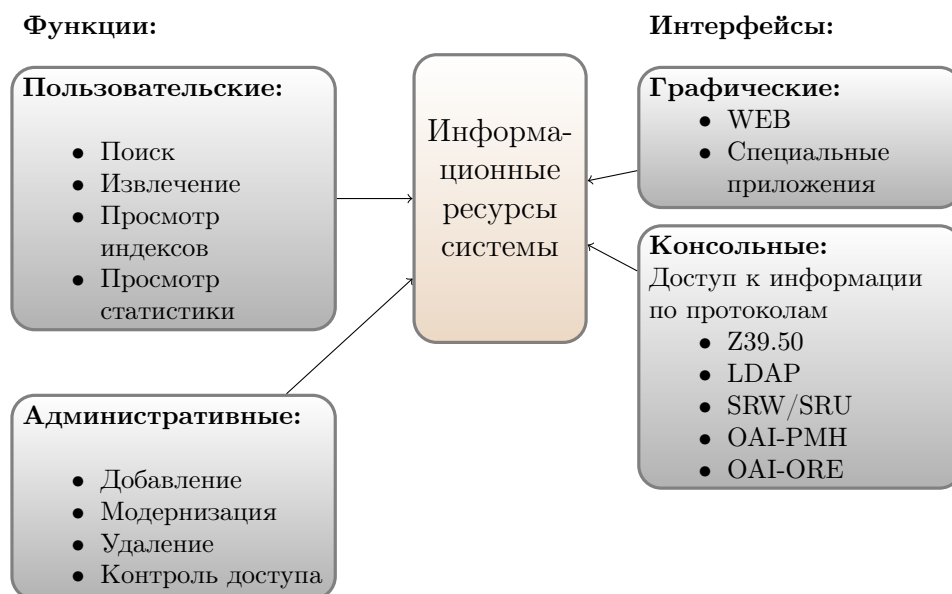 Функции:
Пользовательские:
• Поиск
• Извлечение
• Просмотр
индексов
• Просмотр
статистики
Административные:
• Добавление
• Модернизация
• Удаление
• Контроль доступа
Информа-
ционные
ресурсы
системы
Интерфейсы:
Графические:
• WEB
• Специальные
приложения
Консольные:
Доступ к информации
по протоколам
• Z39.50
• LDAP
• SRW/SRU
• OAI-PMH
• OAI-ORE